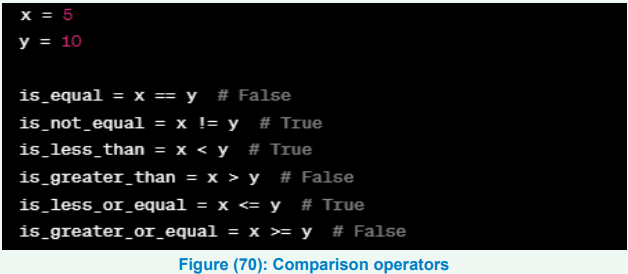 x = 5
y = 10
is_equal = x == y  # False
is_not_equal = x != y  # True
is_less_than = x < y  # True
is_greater_than = x > y  # False
is_less_or_equal = x <= y  # True
is_greater_or_equal = x >= y  # False
Figure (70): Comparison operators